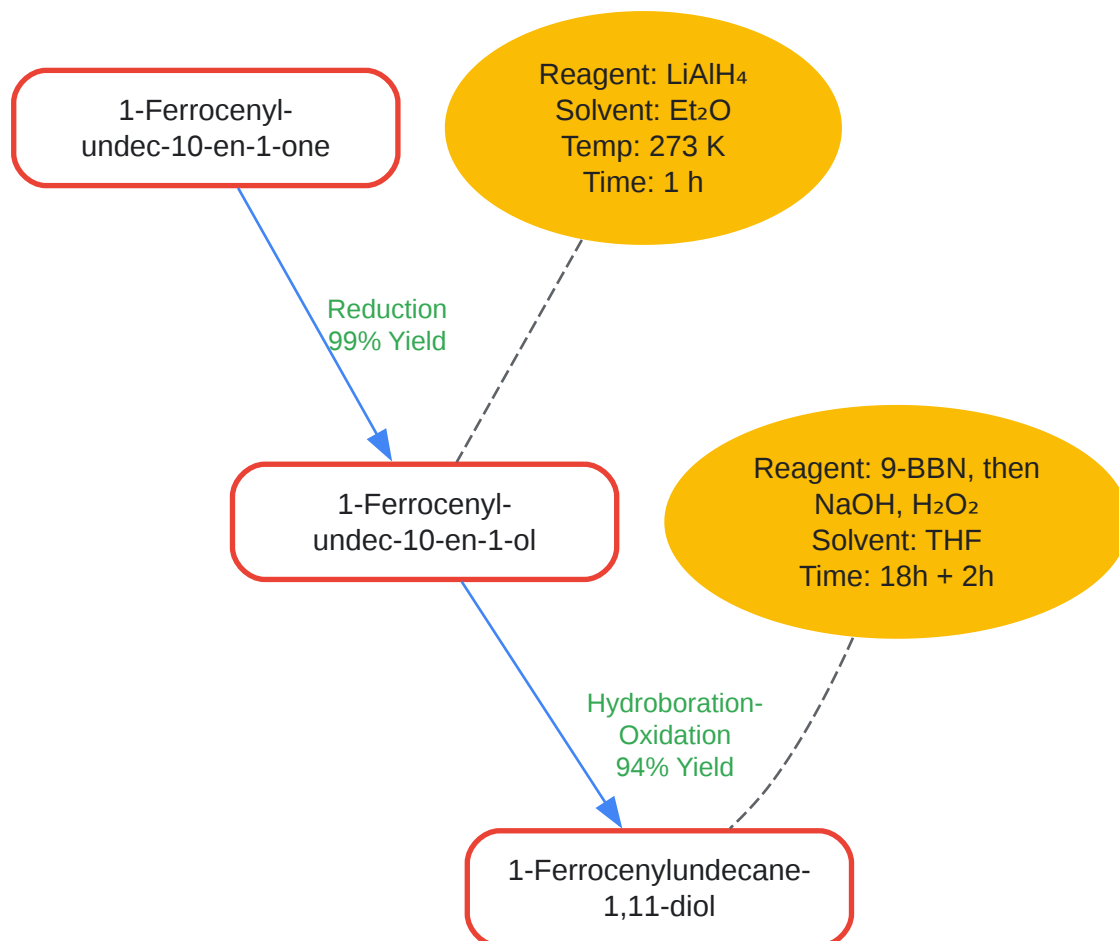 1-Ferrocenyl-
undec-10-en-1-one
Reagent: LiAlH₄
Solvent: Et₂O
Temp: 273 K
Time: 1 h
Reduction
99% Yield
1-Ferrocenyl-
undec-10-en-1-ol
Reagent: 9-BBN, then
NaOH, H₂O₂
Solvent: THF
Time: 18h + 2h
Hydroboration-
Oxidation
94% Yield
1-Ferrocenylundecane-
1,11-diol